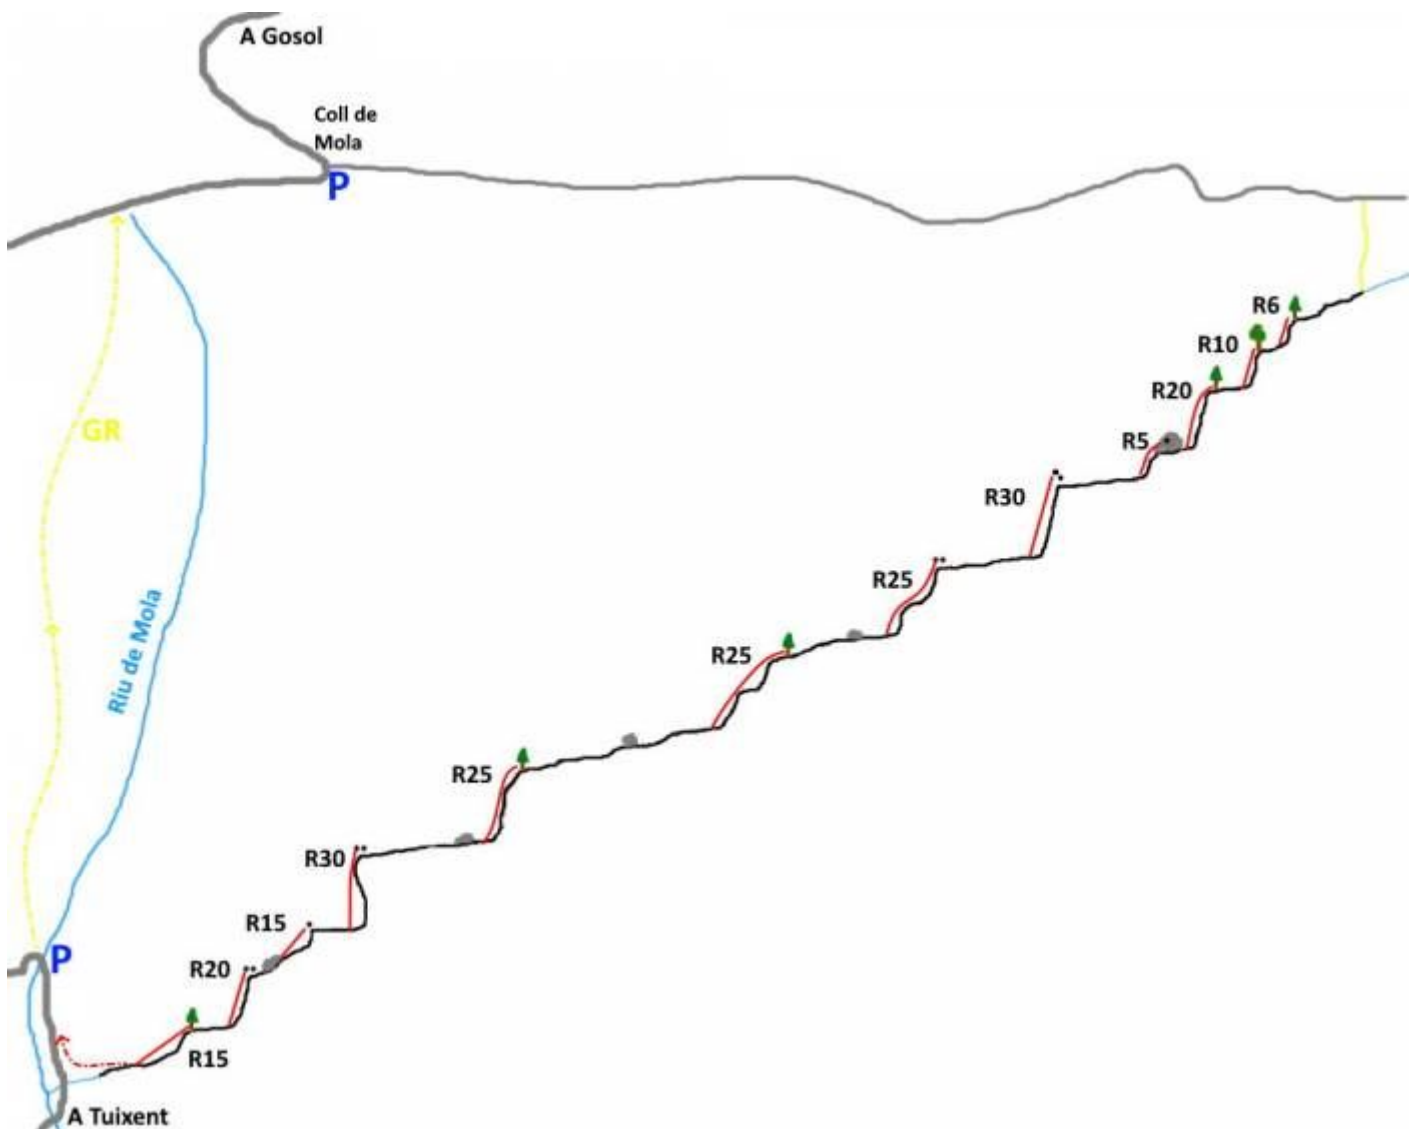 A Gosol
Coll de
Mola
P
R6
R10
R20
GR
R5
R30
R25
Riu de Mola
R25
R25
R30
R15
P
R20
R15
A Tuixent